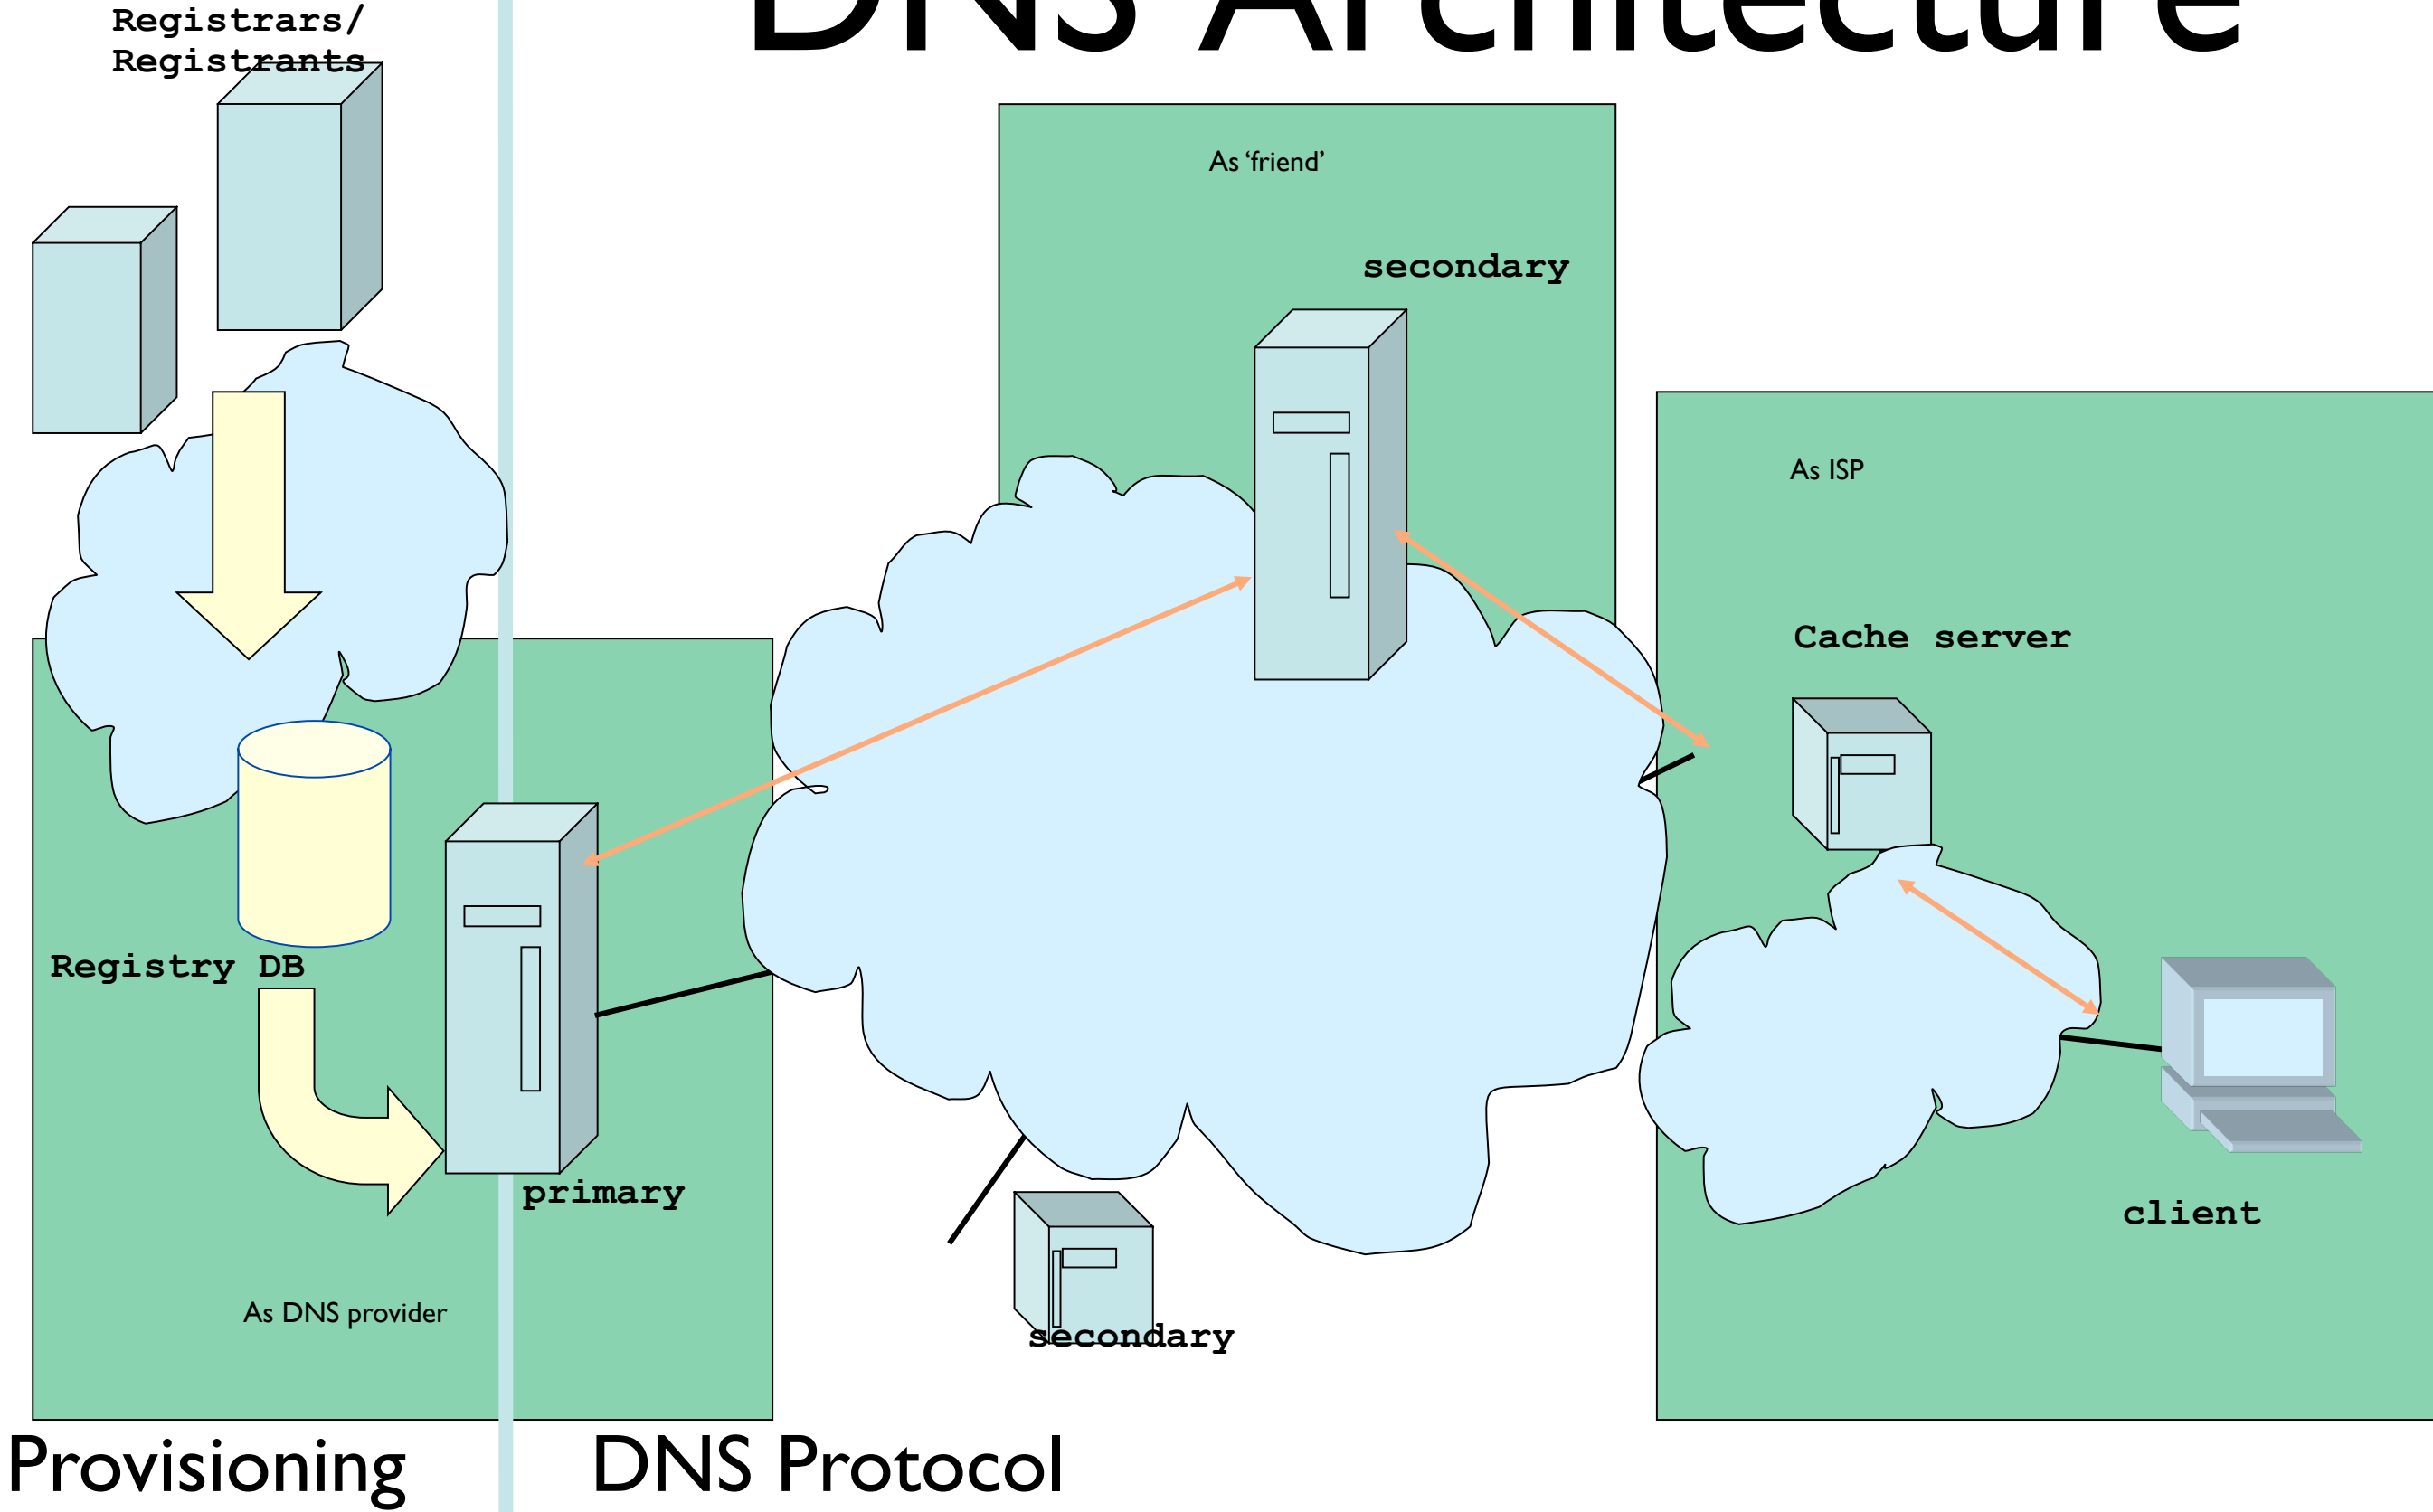 DNS Architecture
Registrars/
Registrants
As ‘friend’
secondary
As ISP
Cache server
Registry DB
primary
client
As DNS provider
secondary
Provisioning
DNS Protocol